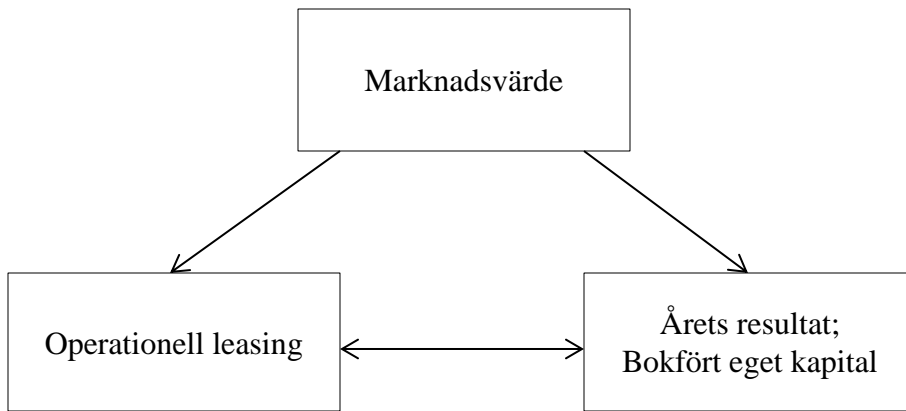 Marknadsvärde
Operationell leasing
Årets resultat;
Bokfört eget kapital